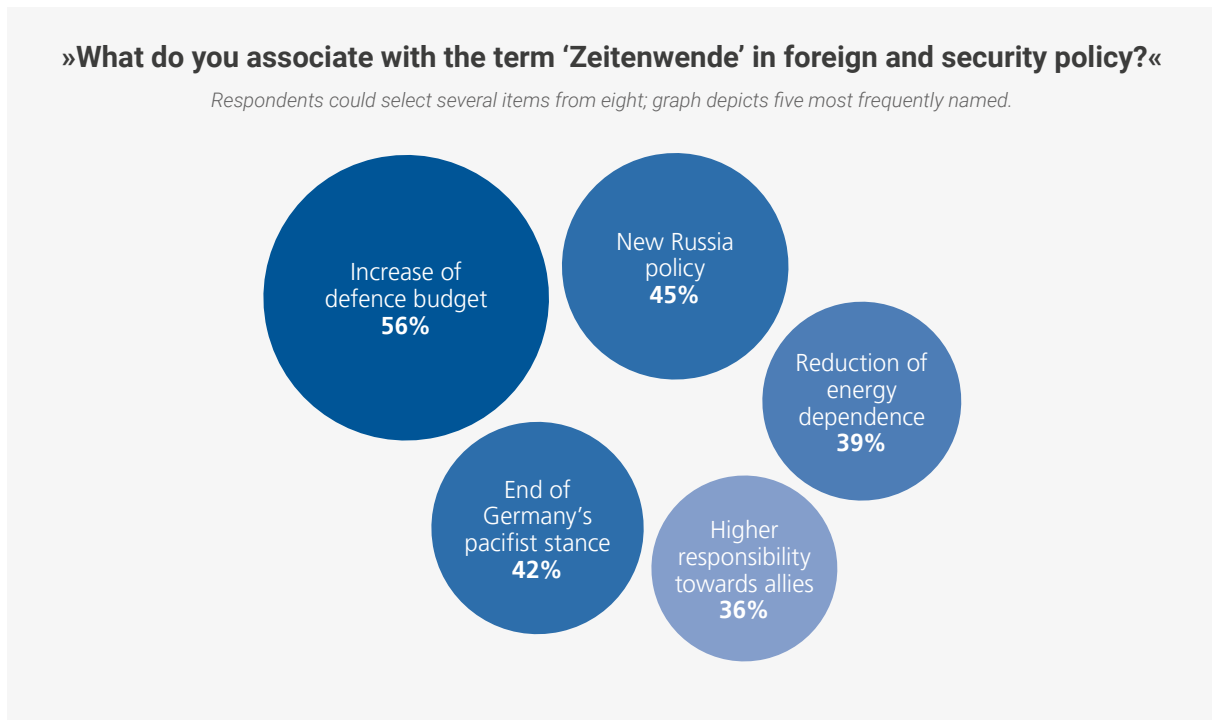 »What do you associate with the term ‘Zeitenwende’ in foreign and security policy?«
Respondents could select several items from eight; graph depicts five most frequently named.
Increase of
defence budget
56%
New Russia
policy
45%
Reduction of
energy
dependence
39%
End of
Germany’s
pacifist stance
42%
Higher
responsibility
towards allies
36%